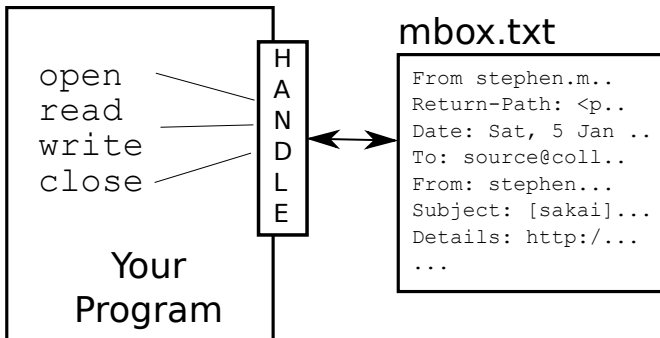 open
read
write
close
Your
Program
H
A
N
D
L
E
mbox.txt
From stephen.m..
Return-Path: <p..
Date: Sat, 5 Jan ..
To: source@coll..
From: stephen...
Subject: [sakai]...
Details: http:/...
...